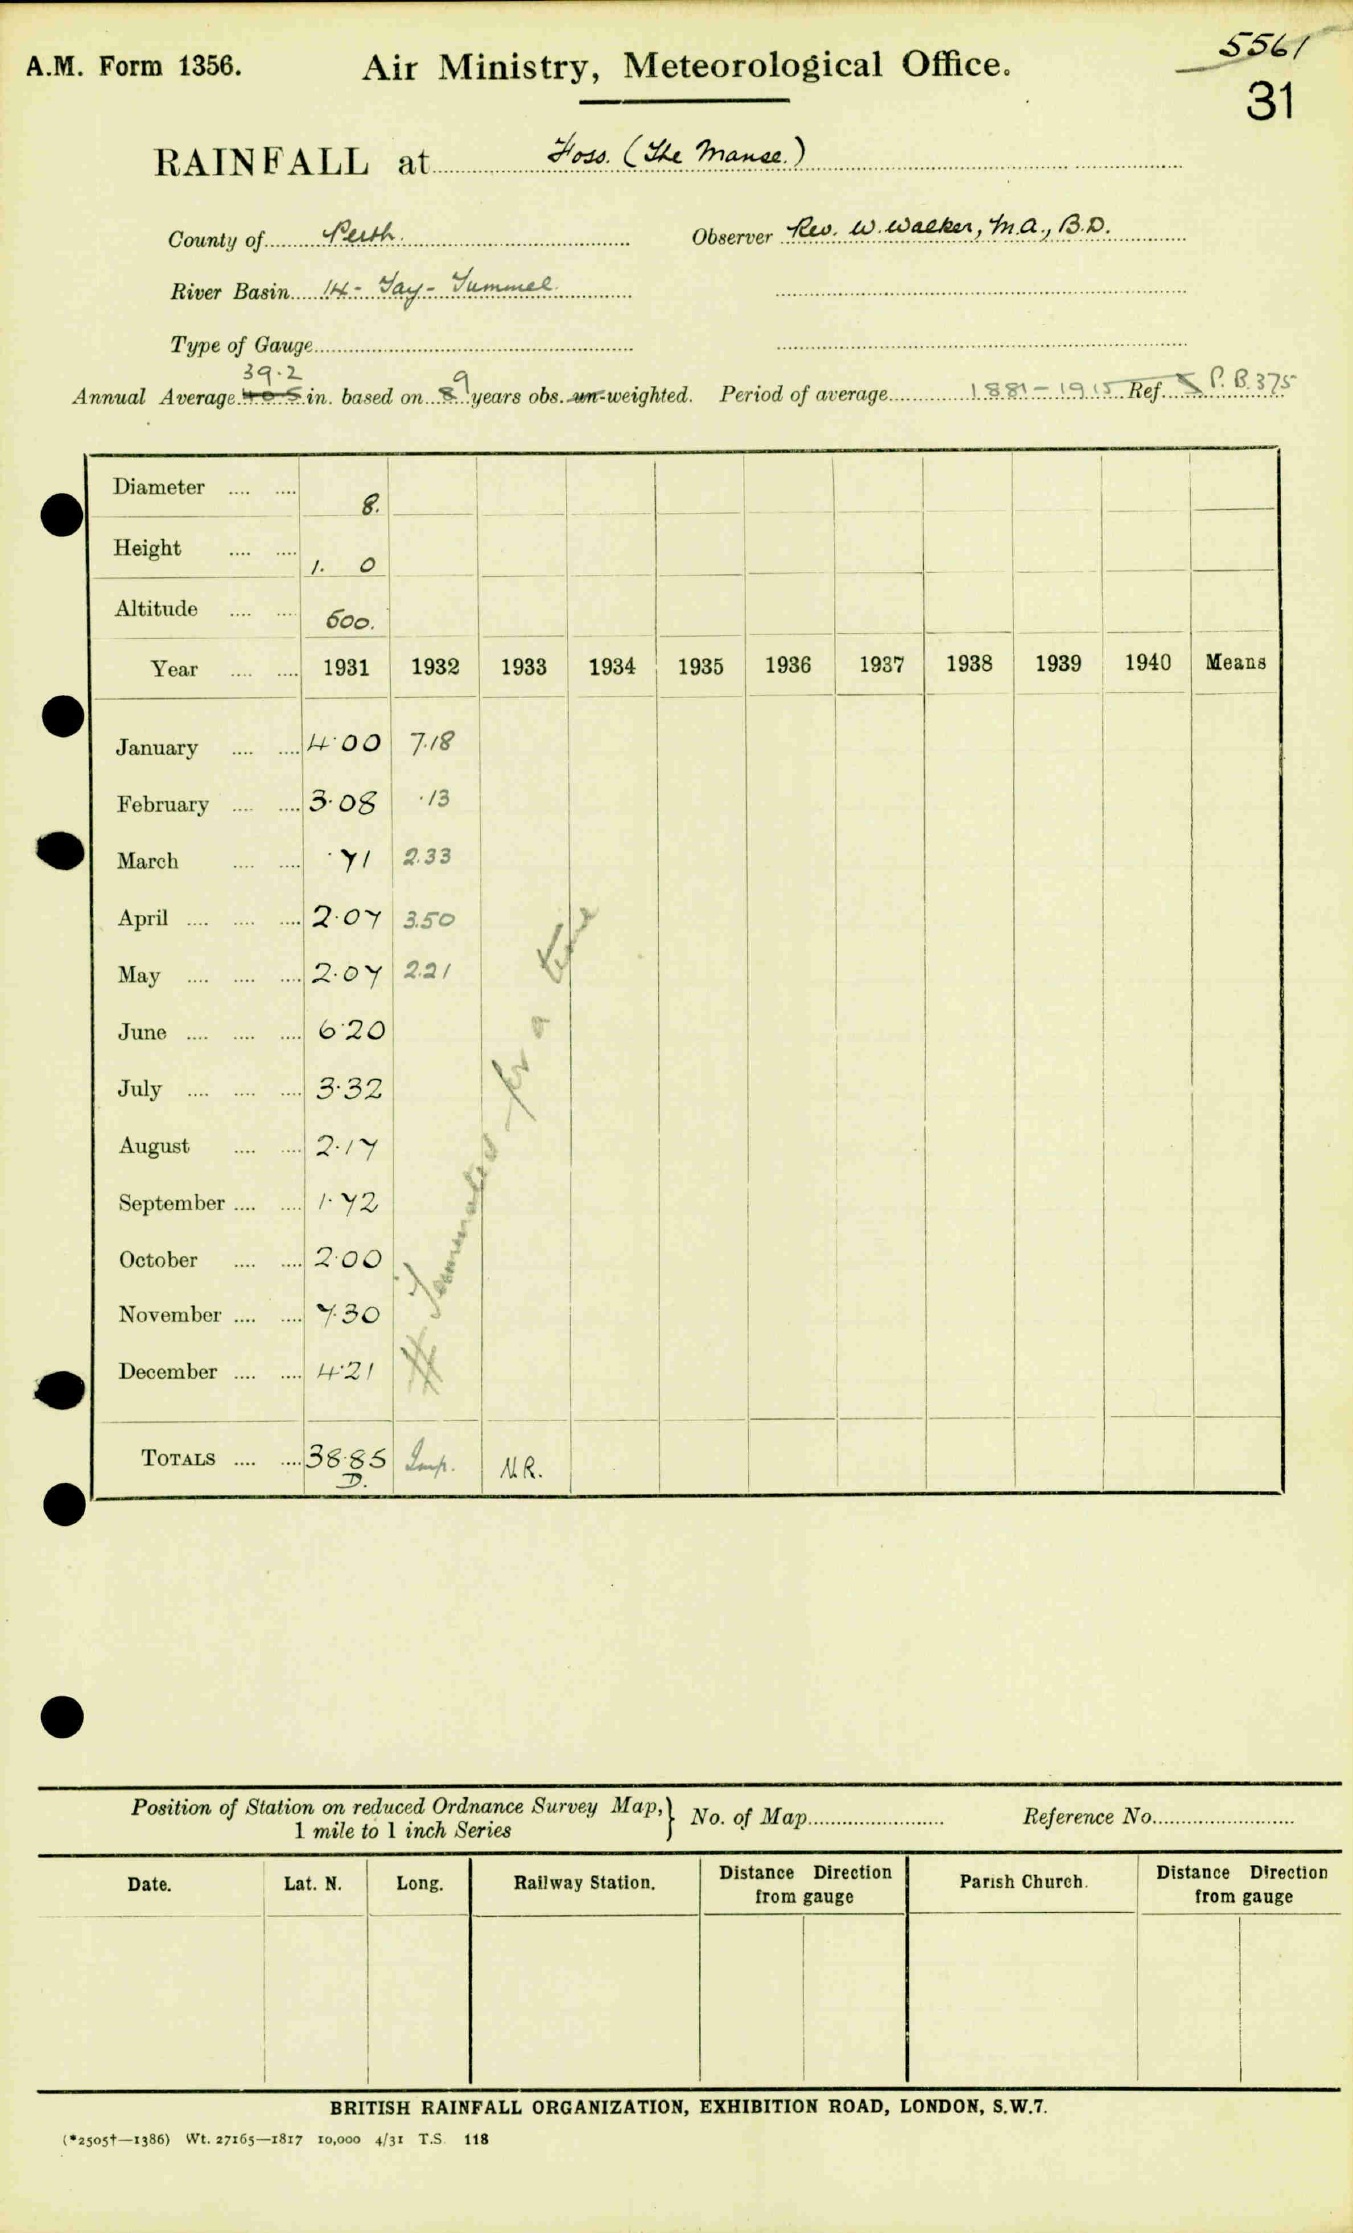 A.M. Form 1356.
Air Ministry, Meteorological Office.
5561
31
RAINFALL at Foss. (The Manse.)
County of Perth.
Observer Rev. W. Walker, M.A., B.D.
River Basin 14 - Tay - Tummel.
Type of Gauge
39.2
Annual Average 40.5 in. based on 8 9 years obs. un-weighted. Period of average 1881-1915 Ref. P.B.375
Diameter 8.
Height 1. 0
Altitude 600.
Year 1931 1932 1933 1934 1935 1936 1937 1938 1939 1940 Means
January 4.00 7.18
February 3.08 .13
March .71 2.33
April 2.07 3.50
May 2.07 2.21
June 6.20
July 3.32
August 2.17
September 1.72
October 2.00
November 7.30
December 4.21
# Terminated for a time
TOTALS 38.85 Imp. N.R.
D.
Position of Station on reduced Ordnance Survey Map, } No. of Map Reference No.
1 mile to 1 inch Series
Date. Lat. N. Long. Railway Station. Distance Direction from gauge Parish Church. Distance Direction from gauge
BRITISH RAINFALL ORGANIZATION, EXHIBITION ROAD, LONDON, S.W.7.
(*2505†—1386) Wt. 27165—1817 10,000 4/31 T.S. 118